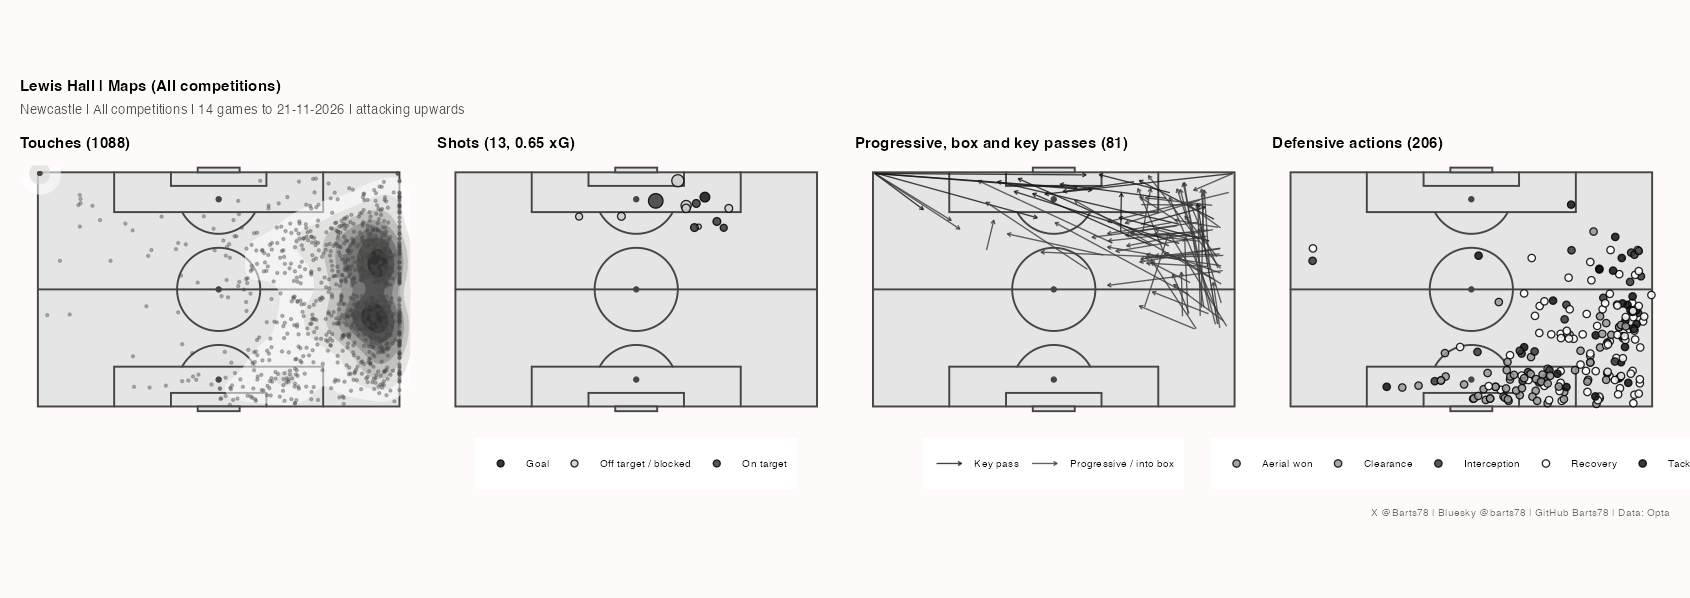 Lewis Hall | Maps (All competitions)
Newcastle | All competitions | 14 games to 21-11-2026 | attacking upwards
Touches (1088)
Shots (13, 0.65 xG)
Progressive, box and key passes (81)
Defensive actions (206)
Goal
Off target / blocked
On target
Key pass
Progressive / into box
Aerial won
Clearance
Interception
Recovery
Tack
X @Barts78 | Bluesky @barts78 | GitHub Barts78 | Data: Opta